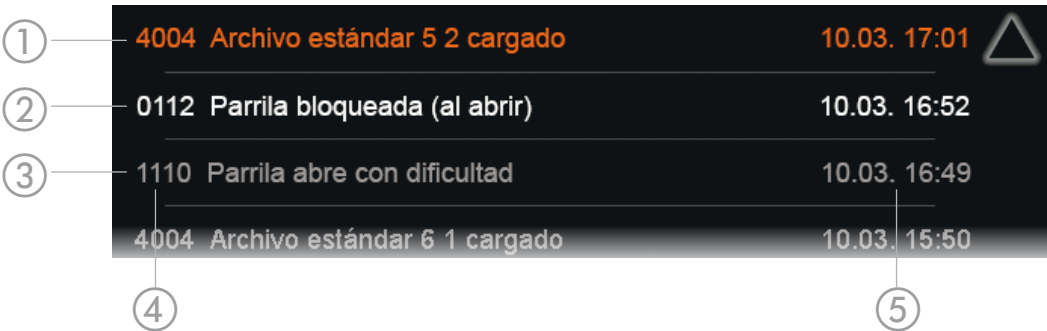 ① 4004 Archivo estándar 5 2 cargado 10.03. 17:01
② 0112 Parrila bloqueada (al abrir) 10.03. 16:52
③ 1110 Parrila abre con dificultad 10.03. 16:49
4004 Archivo estándar 6 1 cargado 10.03. 15:50
④ ⑤